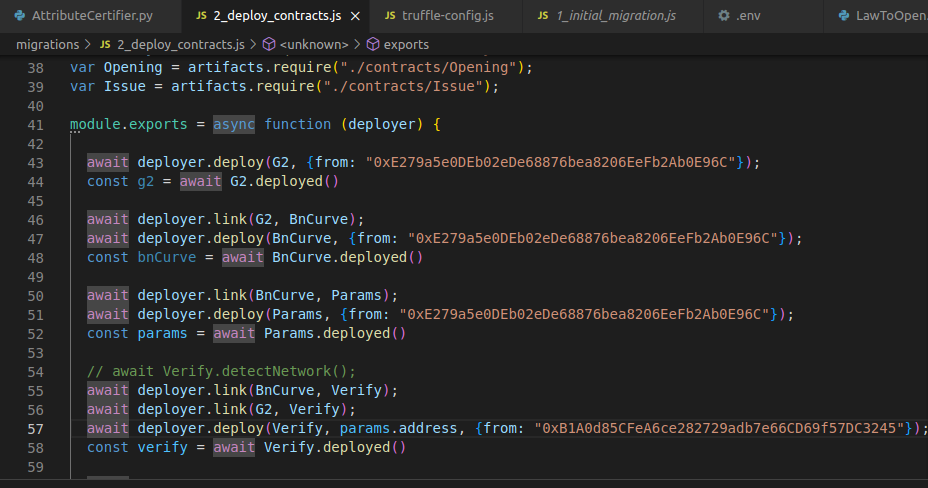 AttributeCertifier.py JS 2_deploy_contracts.js × JS truffle-config.js JS 1_initial_migration.js .env LawToOpen.
migrations > JS 2_deploy_contracts.js > <unknown> > exports
38 var Opening = artifacts.require("./contracts/Opening");
39 var Issue = artifacts.require("./contracts/Issue");
40
41 module.exports = async function (deployer) {
42
43 await deployer.deploy(G2, {from: "0xE279a5e0DEb02eDe68876bea8206EeFb2Ab0E96C"});
44 const g2 = await G2.deployed()
45
46 await deployer.link(G2, BnCurve);
47 await deployer.deploy(BnCurve, {from: "0xE279a5e0DEb02eDe68876bea8206EeFb2Ab0E96C"});
48 const bnCurve = await BnCurve.deployed()
49
50 await deployer.link(BnCurve, Params);
51 await deployer.deploy(Params, {from: "0xE279a5e0DEb02eDe68876bea8206EeFb2Ab0E96C"});
52 const params = await Params.deployed()
53
54 // await Verify.detectNetwork();
55 await deployer.link(BnCurve, Verify);
56 await deployer.link(G2, Verify);
57 await deployer.deploy(Verify, params.address, {from: "0xB1A0d85CFeA6ce282729adb7e66CD69f57DC3245"});
58 const verify = await Verify.deployed()
59